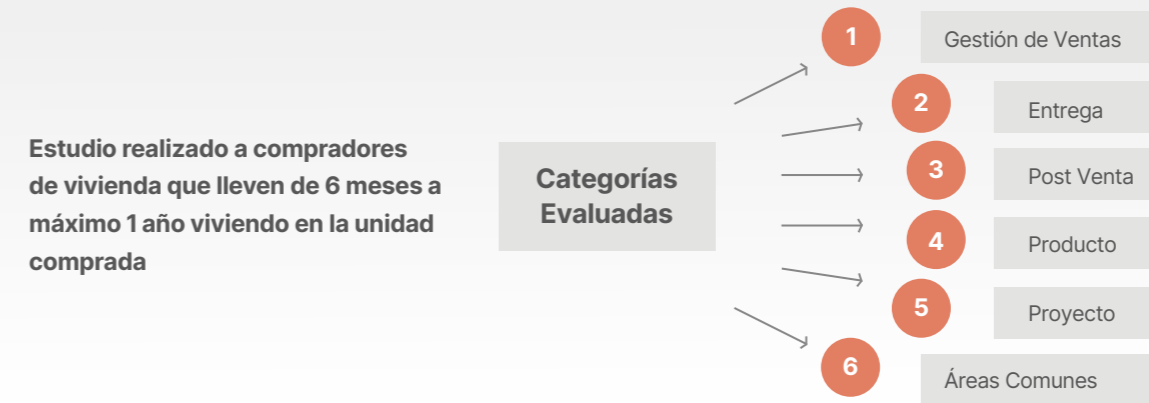 Estudio realizado a compradores
de vivienda que lleven de 6 meses a
máximo 1 año viviendo en la unidad
comprada
Categorías
Evaluadas
1
Gestión de Ventas
2
Entrega
3
Post Venta
4
Producto
5
Proyecto
6
Áreas Comunes